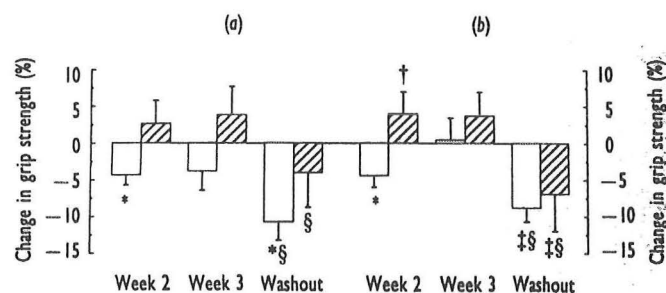 (a) (b)
Change in grip strength (%)
10
5
0
−5
−10
−15
* * § § † * ‡§ ‡§
10
5
0
−5
−10
−15
Change in grip strength (%)
Week 2 Week 3 Washout Week 2 Week 3 Washout